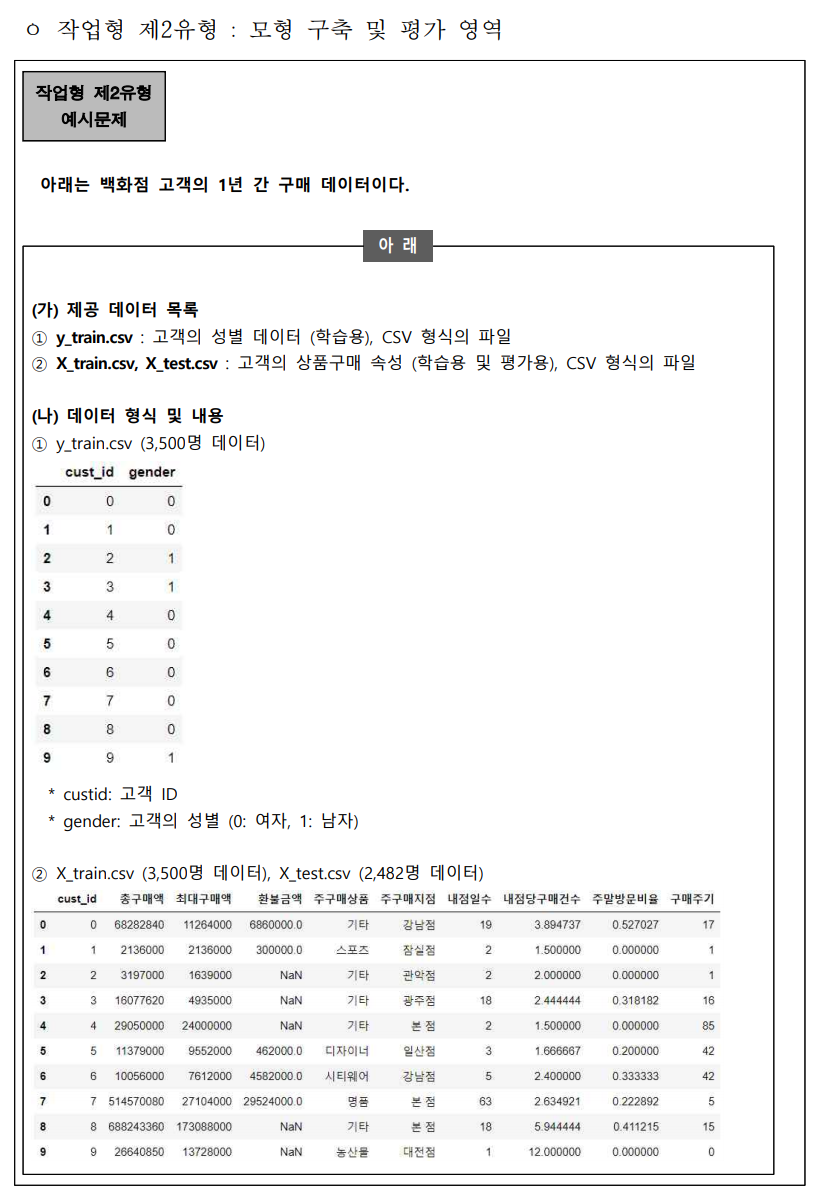 ㅇ 작업형 제2유형 : 모형 구축 및 평가 영역
작업형 제2유형
예시문제
아래는 백화점 고객의 1년 간 구매 데이터이다.
아 래
(가) 제공 데이터 목록
① y_train.csv : 고객의 성별 데이터 (학습용), CSV 형식의 파일
② X_train.csv, X_test.csv : 고객의 상품구매 속성 (학습용 및 평가용), CSV 형식의 파일
(나) 데이터 형식 및 내용
① y_train.csv (3,500명 데이터)
cust_id gender
0 0 0
1 1 0
2 2 1
3 3 1
4 4 0
5 5 0
6 6 0
7 7 0
8 8 0
9 9 1
* custid: 고객 ID
* gender: 고객의 성별 (0: 여자, 1: 남자)
② X_train.csv (3,500명 데이터), X_test.csv (2,482명 데이터)
cust_id 총구매액 최대구매액 환불금액 주구매상품 주구매지점 내점일수 내점당구매건수 주말방문비율 구매주기
0 0 68282840 11264000 6860000.0 기타 강남점 19 3.894737 0.527027 17
1 1 2136000 2136000 300000.0 스포츠 잠실점 2 1.500000 0.000000 1
2 2 3197000 1639000 NaN 기타 관악점 2 2.000000 0.000000 1
3 3 16077620 4935000 NaN 기타 광주점 18 2.444444 0.318182 16
4 4 29050000 24000000 NaN 기타 본 점 2 1.500000 0.000000 85
5 5 11379000 9552000 462000.0 디자이너 일산점 3 1.666667 0.200000 42
6 6 10056000 7612000 4582000.0 시티웨어 강남점 5 2.400000 0.333333 42
7 7 514570080 27104000 29524000.0 명품 본 점 63 2.634921 0.222892 5
8 8 688243360 173088000 NaN 기타 본 점 18 5.944444 0.411215 15
9 9 26640850 13728000 NaN 농산물 대전점 1 12.000000 0.000000 0